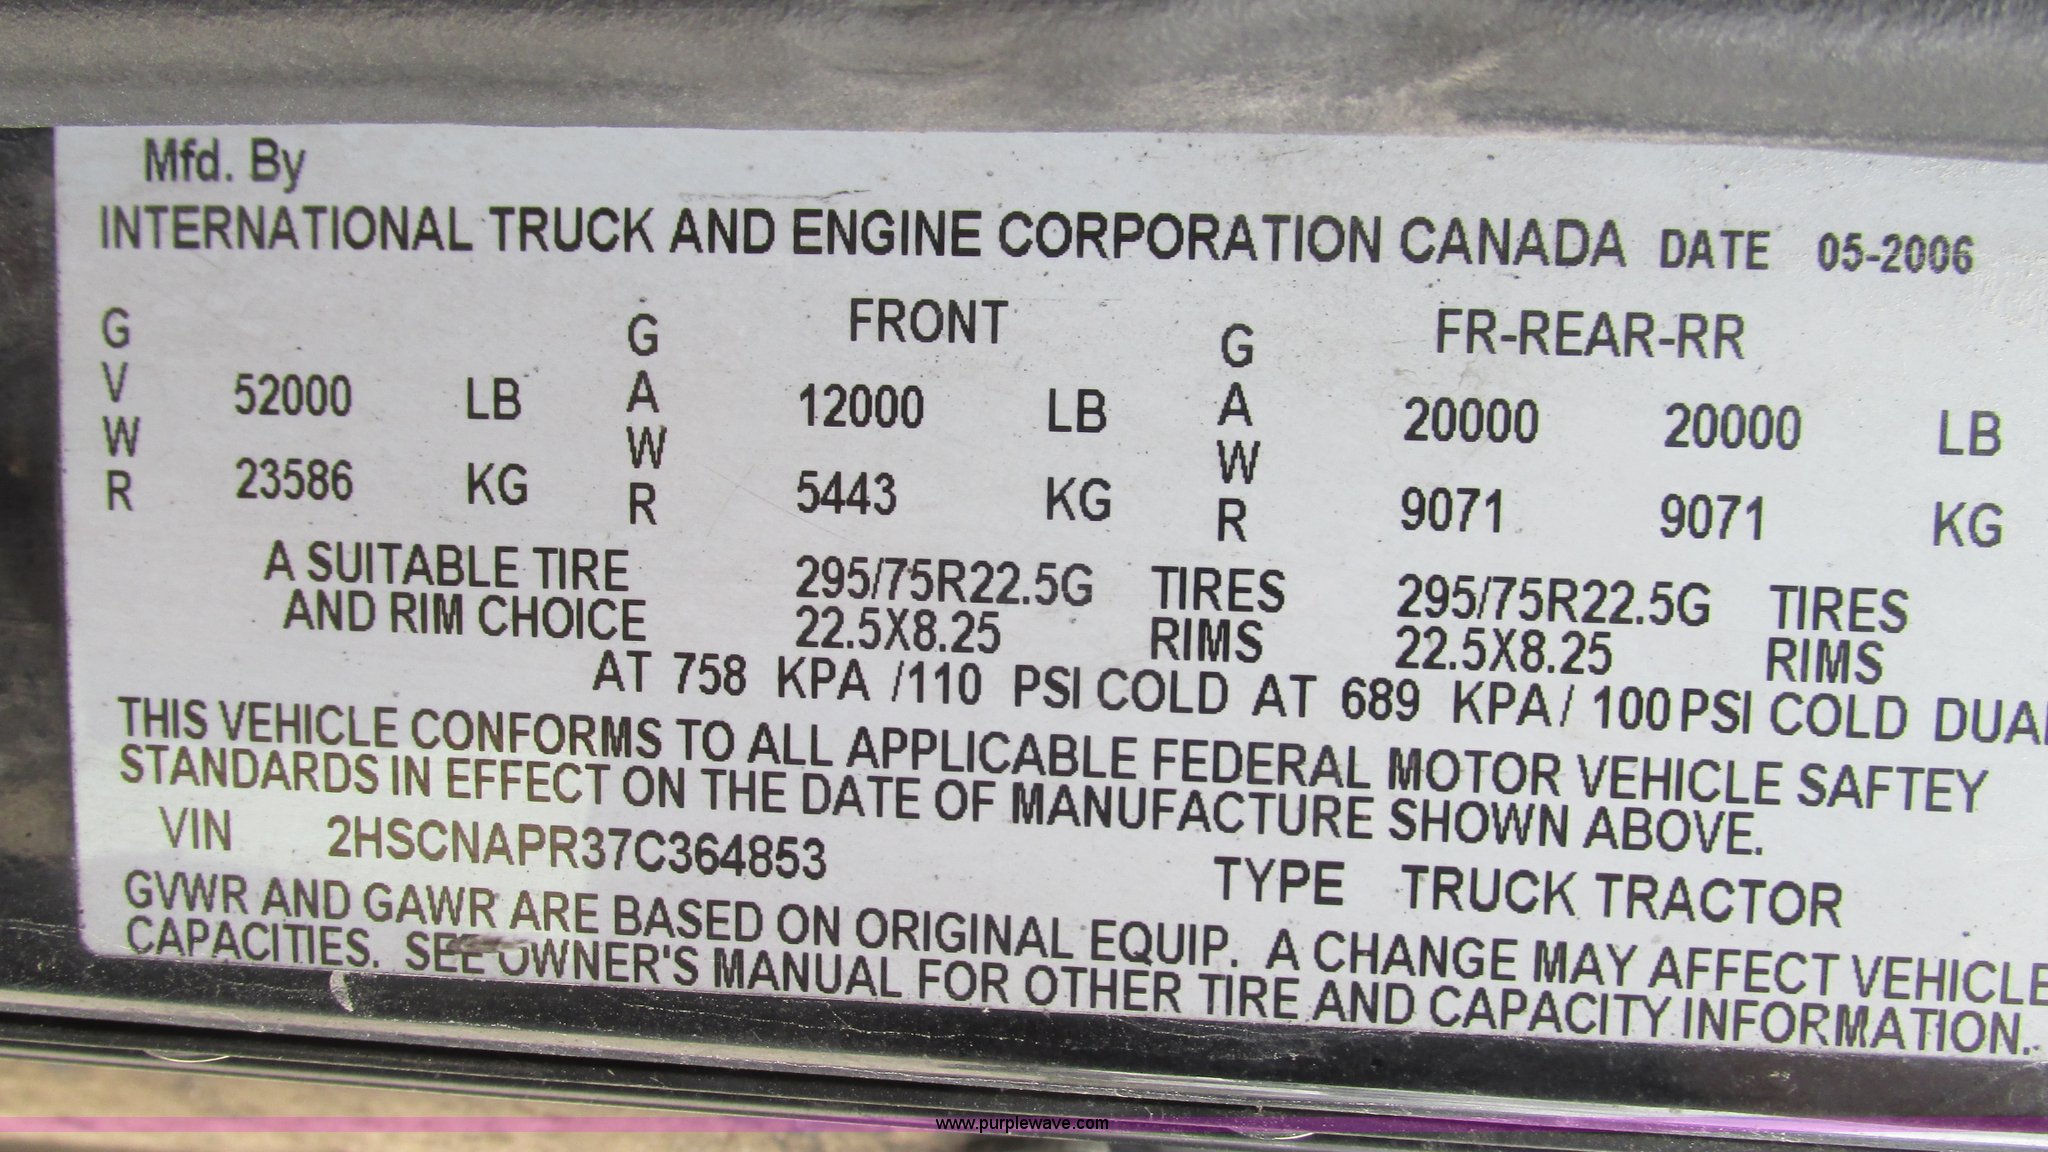 Mfd. By
INTERNATIONAL TRUCK AND ENGINE CORPORATION CANADA DATE 05-2006
G V W R 52000 LB 23586 KG
G A W R FRONT 12000 LB 5443 KG
G A W R FR-REAR-RR 20000 20000 LB 9071 9071 KG
A SUITABLE TIRE 295/75R22.5G TIRES 295/75R22.5G TIRES
AND RIM CHOICE 22.5X8.25 RIMS 22.5X8.25 RIMS
AT 758 KPA /110 PSI COLD AT 689 KPA/ 100 PSI COLD DUAL
THIS VEHICLE CONFORMS TO ALL APPLICABLE FEDERAL MOTOR VEHICLE SAFTEY
STANDARDS IN EFFECT ON THE DATE OF MANUFACTURE SHOWN ABOVE.
VIN 2HSCNAPR37C364853 TYPE TRUCK TRACTOR
GVWR AND GAWR ARE BASED ON ORIGINAL EQUIP. A CHANGE MAY AFFECT VEHICLE
CAPACITIES. SEE OWNER'S MANUAL FOR OTHER TIRE AND CAPACITY INFORMATION.
www.purplewave.com